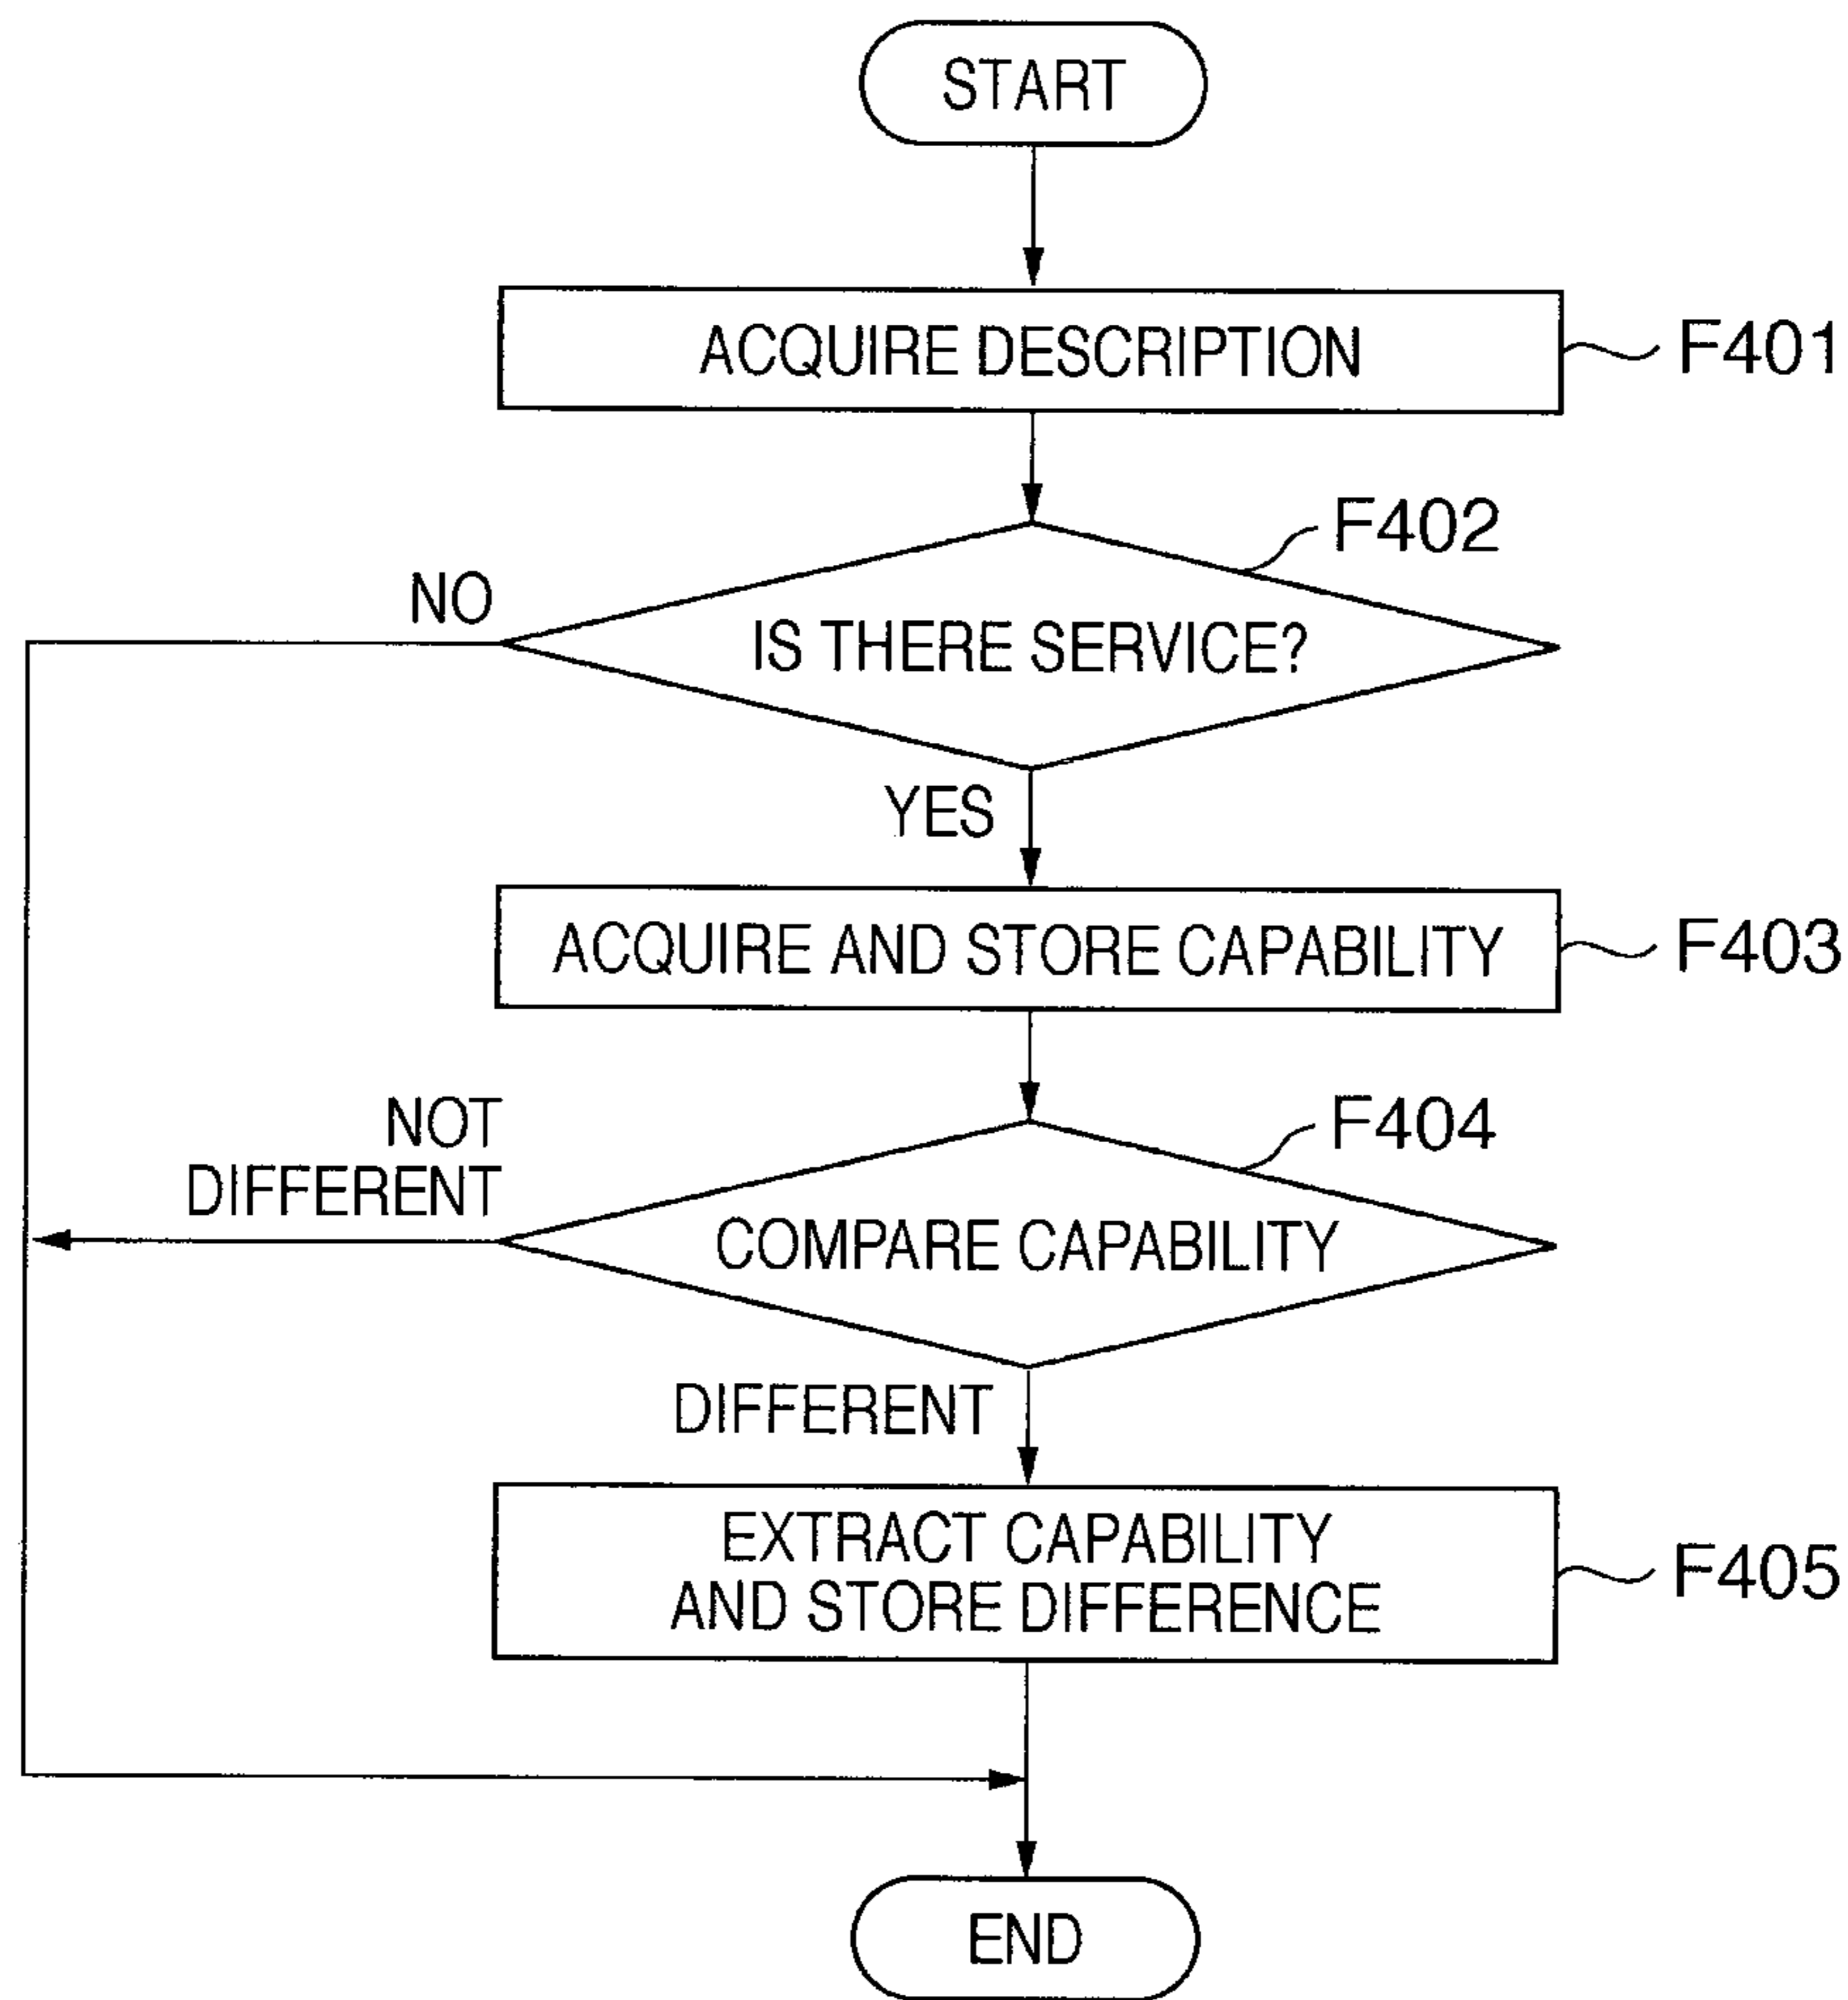 START
ACQUIRE DESCRIPTION
F401
F402
NO
IS THERE SERVICE?
YES
ACQUIRE AND STORE CAPABILITY
F403
F404
NOT
DIFFERENT
COMPARE CAPABILITY
DIFFERENT
EXTRACT CAPABILITY
AND STORE DIFFERENCE
F405
END